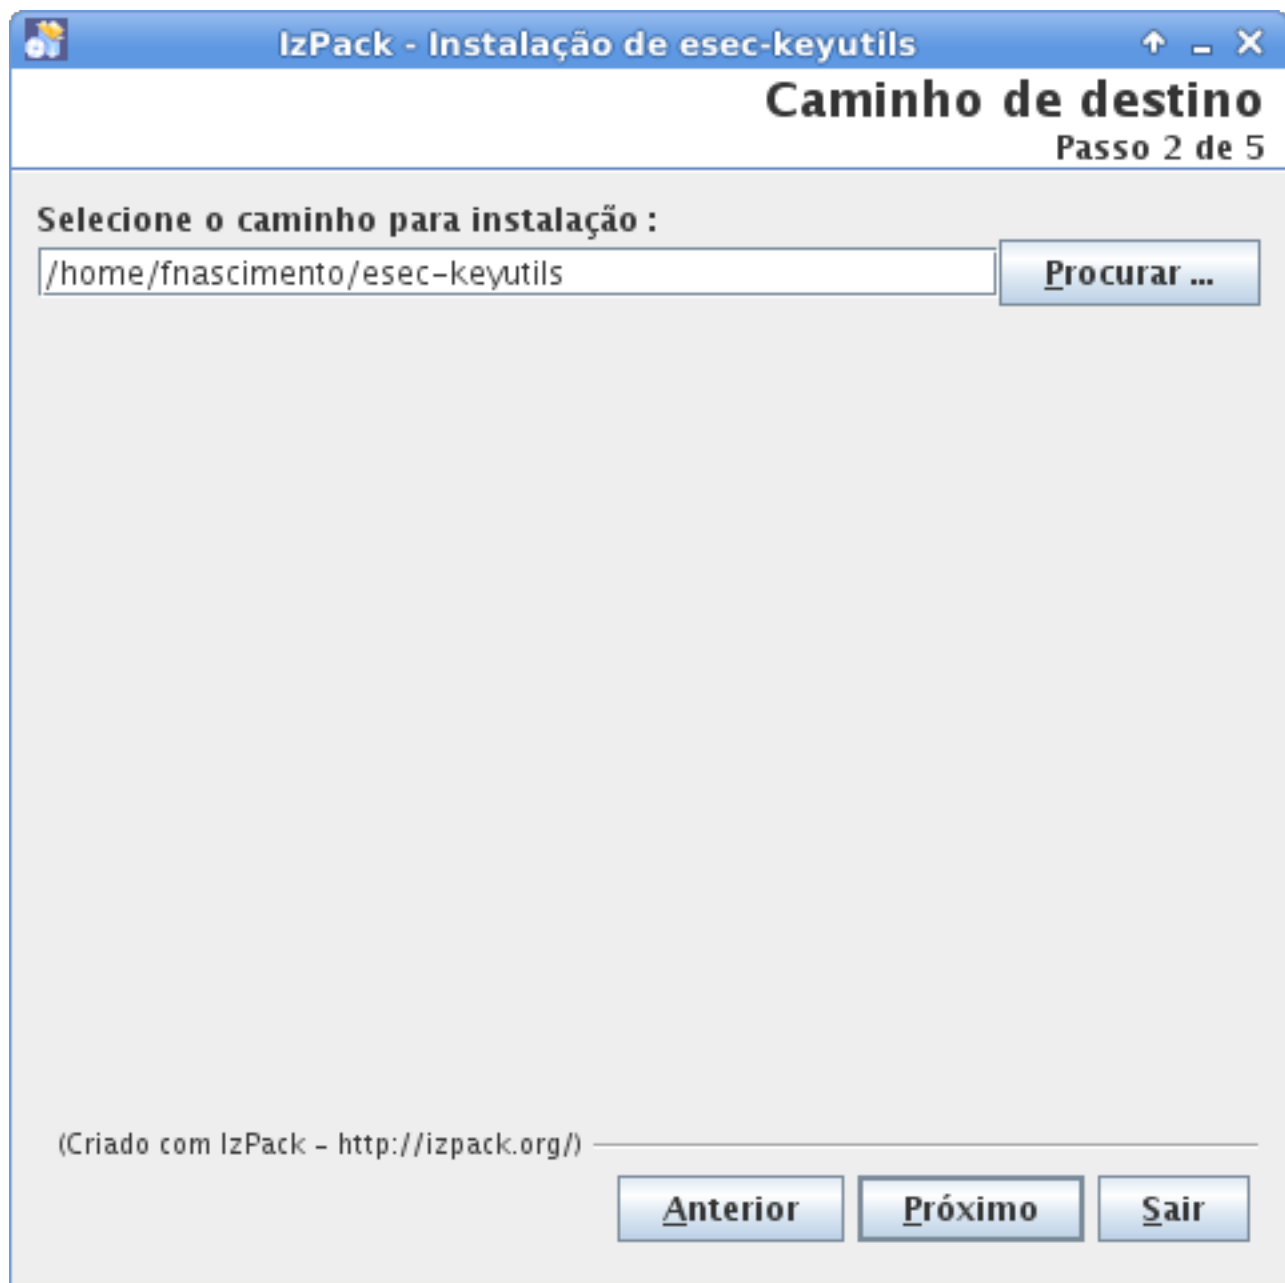 IzPack - Instalação de esec-keyutils
Caminho de destino
Passo 2 de 5
Selecione o caminho para instalação :
/home/fnascimento/esec-keyutils
Procurar ...
(Criado com IzPack – http://izpack.org/)
Anterior
Próximo
Sair